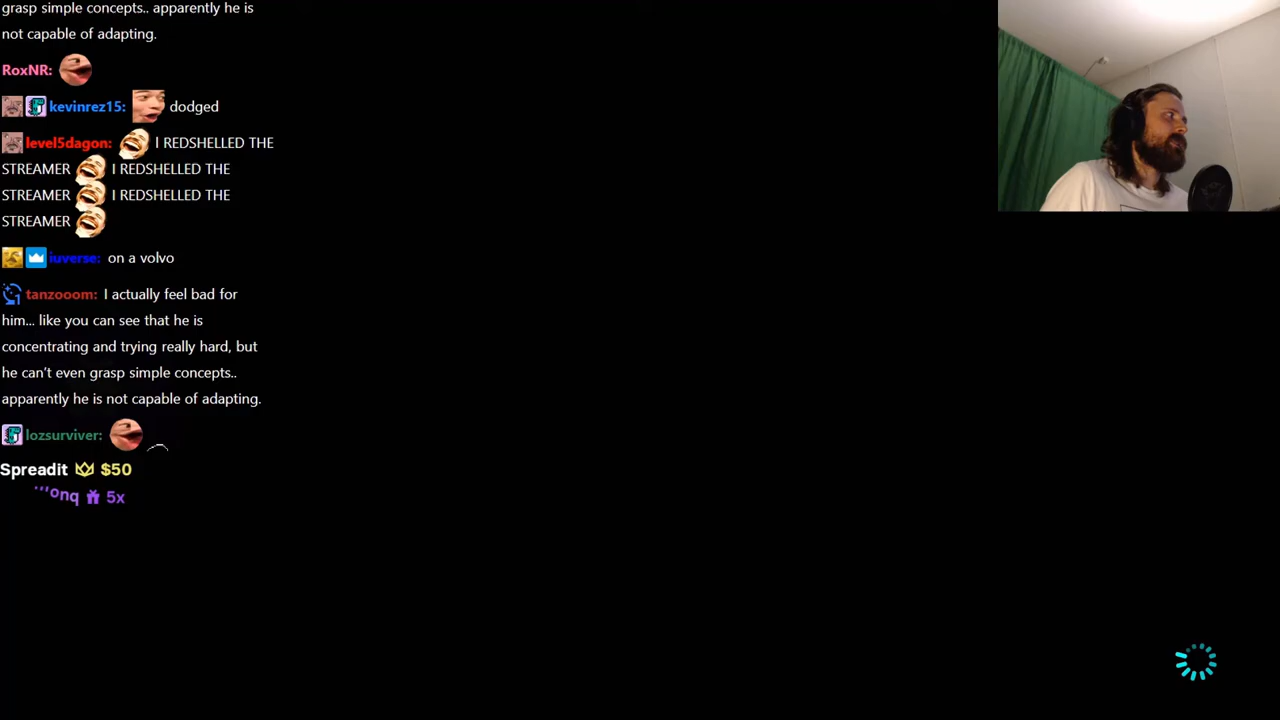 grasp simple concepts.. apparently he is
not capable of adapting.
RoxNR:
kevinrez15: dodged
level5dagon: I REDSHELLED THE
STREAMER I REDSHELLED THE
STREAMER I REDSHELLED THE
STREAMER
iuverse: on a volvo
tanzooom: I actually feel bad for
him... like you can see that he is
concentrating and trying really hard, but
he can't even grasp simple concepts..
apparently he is not capable of adapting.
lozsurviver:
Spreadit $50
5x